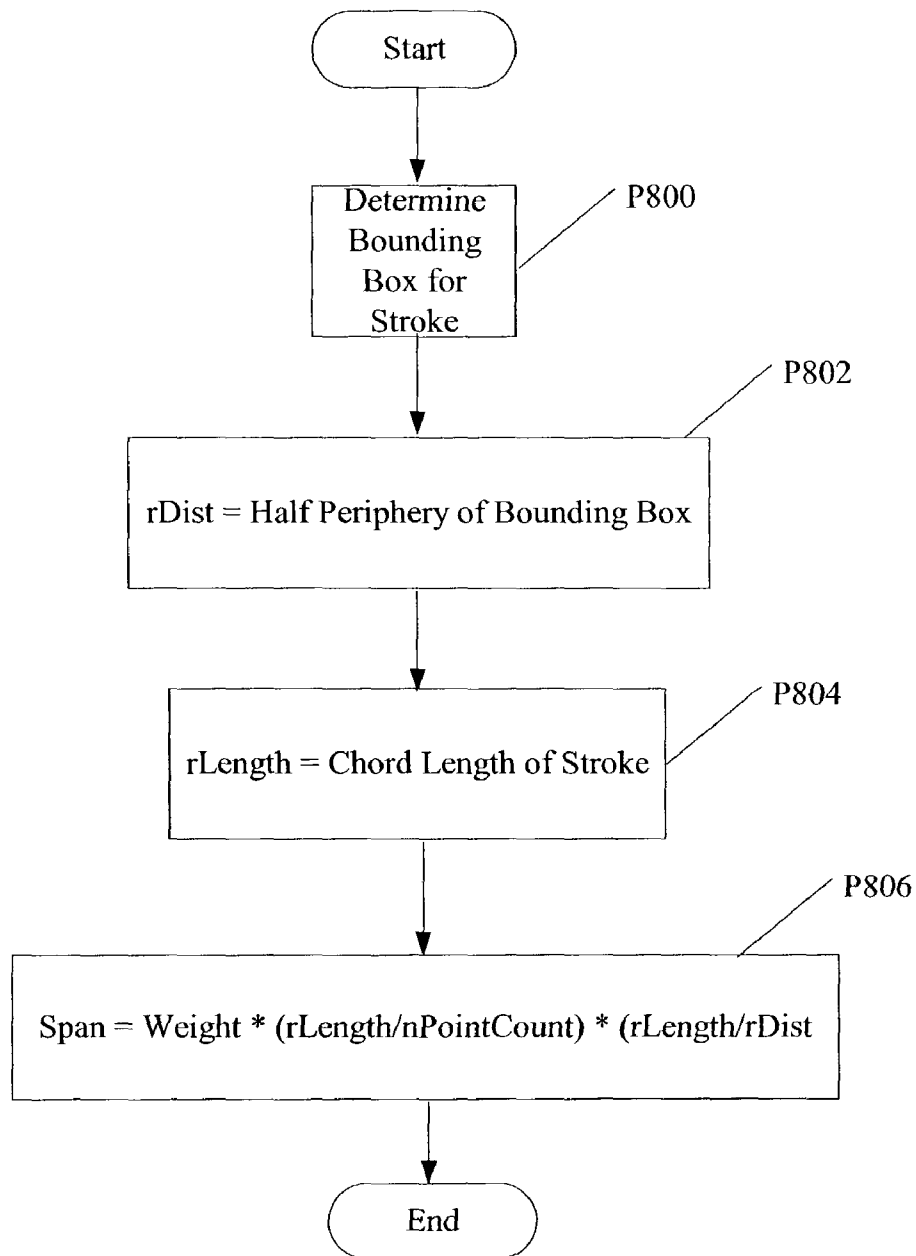 Start
Determine
Bounding
Box for
Stroke
P800
P802
rDist = Half Periphery of Bounding Box
P804
rLength = Chord Length of Stroke
P806
Span = Weight * (rLength/nPointCount) * (rLength/rDist
End